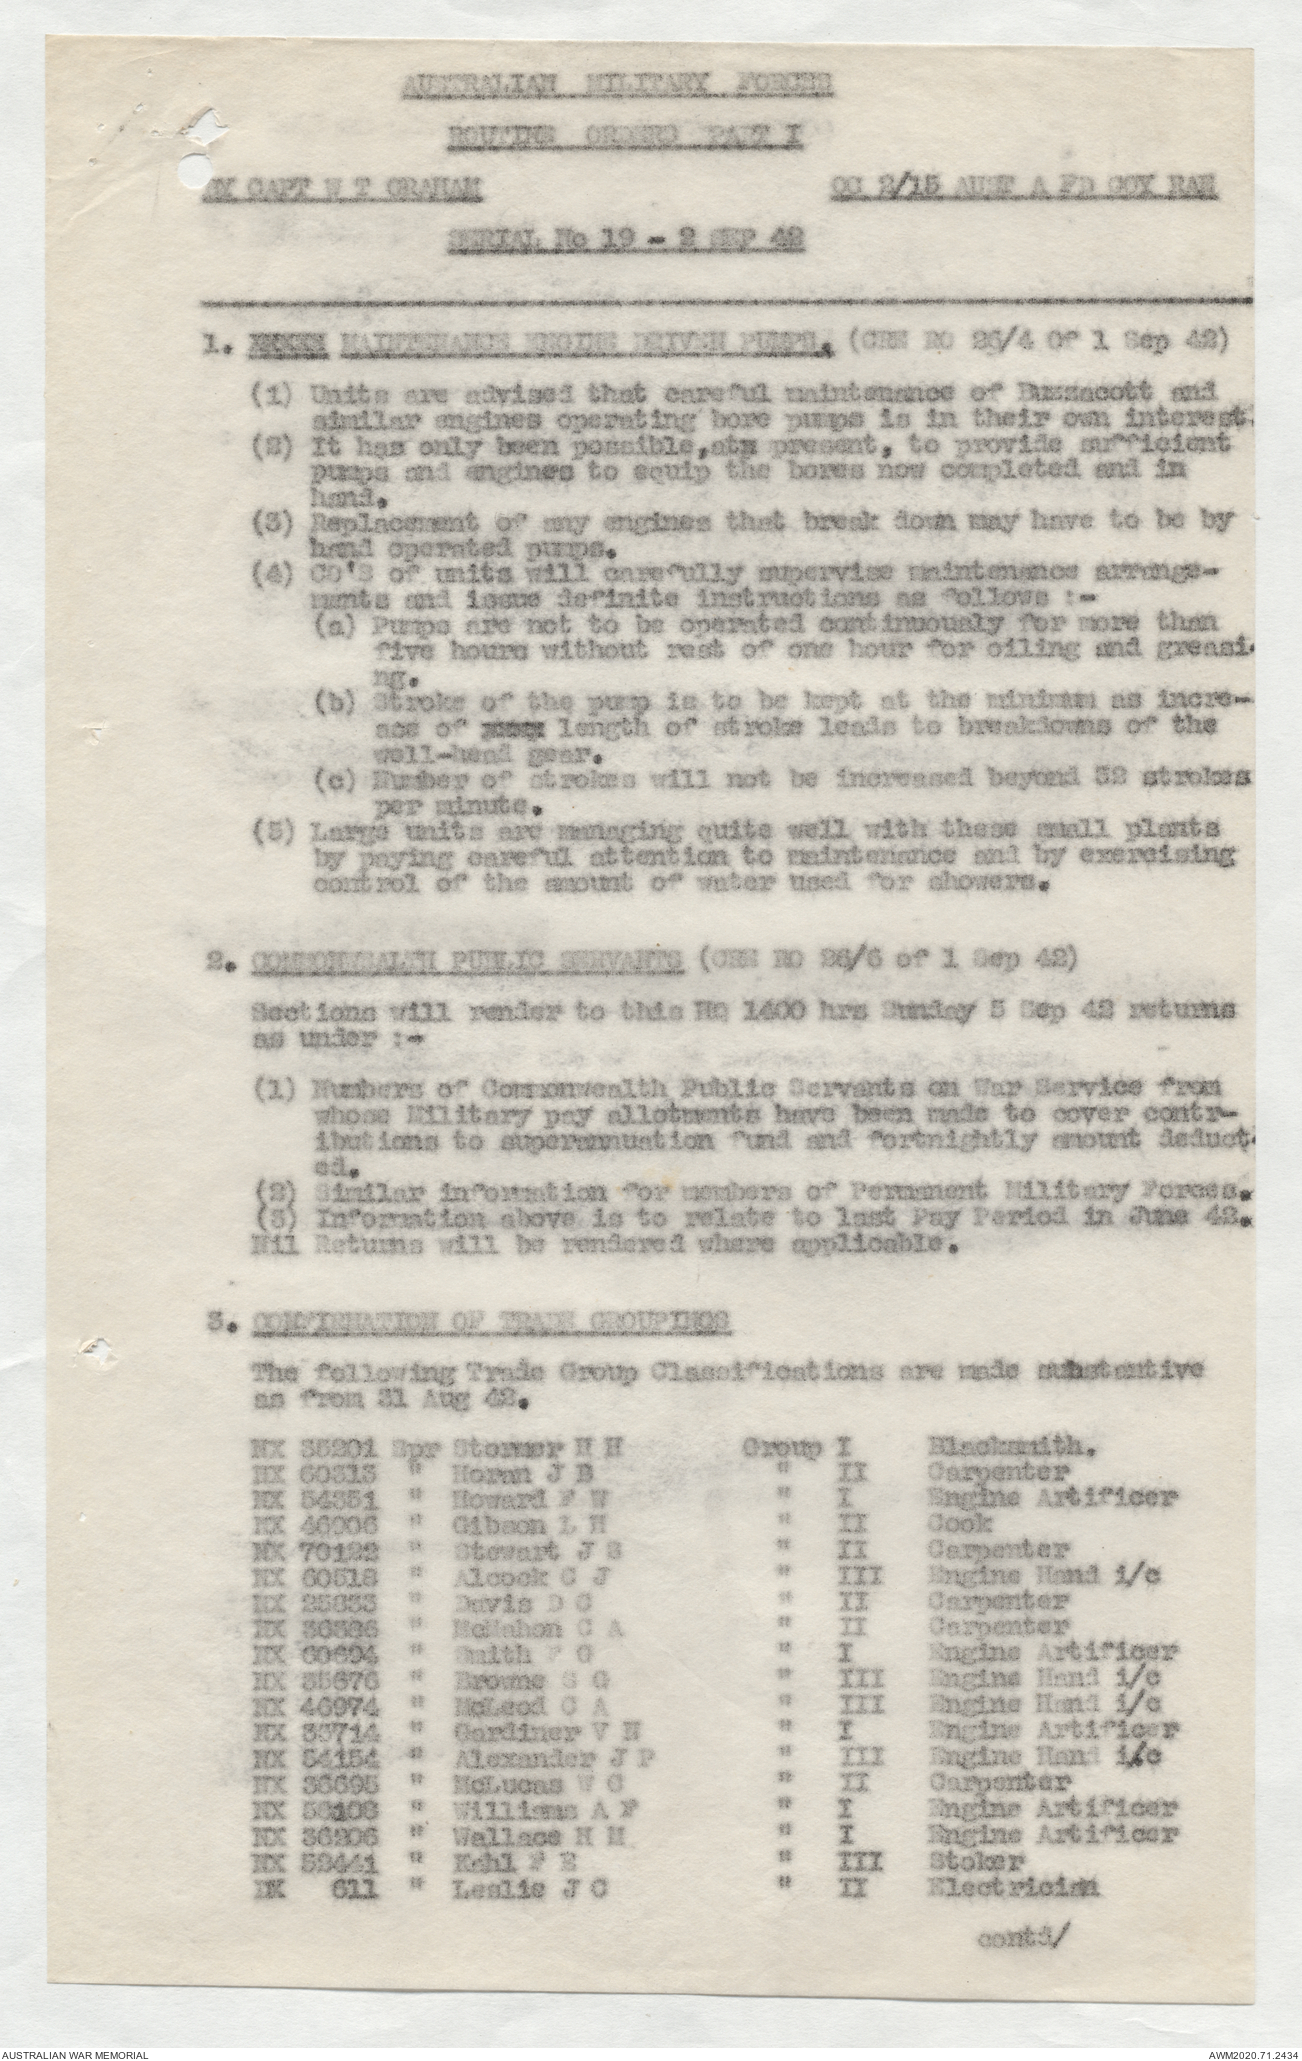 AUSTRALIAN MILITARY FORCES
ROUTINE ORDERS PART I
BY CAPT W T GRAHAM OC 2/15 AUST A FD COY RAE
SERIAL No 19 - 2 SEP 42
1. MAINTENANCE ENGINE DRIVEN PUMPS. (CRE RO 26/4 Of 1 Sep 42)
(1) Units are advised that careful maintenance of Buzzacott and
similar engines operating bore pumps is in their own interest.
(2) It has only been possible,at present, to provide sufficient
pumps and engines to equip the bores now completed and in
hand.
(3) Replacement of any engines that break down may have to be by
hand operated pumps.
(4) CO'S of units will carefully supervise maintenance arrange-
ments and issue definite instructions as follows :-
(a) Pumps are not to be operated continuously for more than
five hours without rest of one hour for oiling and greasi-
ng.
(b) Stroke of the pump is to be kept at the minimum as incre-
ase of length of stroke leads to breakdowns of the
well-head gear.
(c) Number of strokes will not be increased beyond 32 strokes
per minute.
(5) Large units are managing quite well with these small plants
by paying careful attention to maintenance and by exercising
control of the amount of water used for showers.
2. COMMONWEALTH PUBLIC SERVANTS (CRE RO 26/6 of 1 Sep 42)
Sections will render to this HQ 1400 hrs Sunday Sep 42 returns
as under :-
(1) Numbers of Commonwealth Public Servants on War Service from
whose Military pay allotments have been made to cover contr-
ibutions to superannuation fund and fortnightly amount deduct-
ed.
(2) Similar information for members of Permanent Military Forces.
(3) Information above is to relate to last Pay Period in June 42.
Nil Returns will be rendered where applicable.
3. CONFIRMATION OF TRADE GROUPINGS
The following Trade Group Classifications are made substantive
as from 31 Aug 42.
NX 35201 Spr Stormer H H Group I Blacksmith.
NX 60313 " Horan J B " II Carpenter
NX 54351 " Howard F W " I Engine Artificer
NX 46906 " Gibson L H " II Cook
NX 70122 " Stewart J S " II Carpenter
NX 60518 " Alcock C J " III Engine Hand i/c
NX 25633 " Davis D C " II Carpenter
NX 36386 " McMahon C A " II Carpenter
NX 60694 " Smith F G " I Engine Artificer
NX 35676 " Browne S G " III Engine Hand i/c
NX 46974 " McLeod C A " III Engine Hand i/c
NX 33714 " Gardiner V N " I Engine Artificer
NX 54154 " Alexander J P " III Engine Hand i/c
NX 36695 " McLucas W C " II Carpenter
NX 56108 " Williams A F " I Engine Artificer
NX 36206 " Wallace H M " I Engine Artificer
NX 52441 " Kehl F E " III Stoker
DX 611 " Leslie J C " II Electrician
contd/
AUSTRALIAN WAR MEMORIAL AWM2020.71.2434